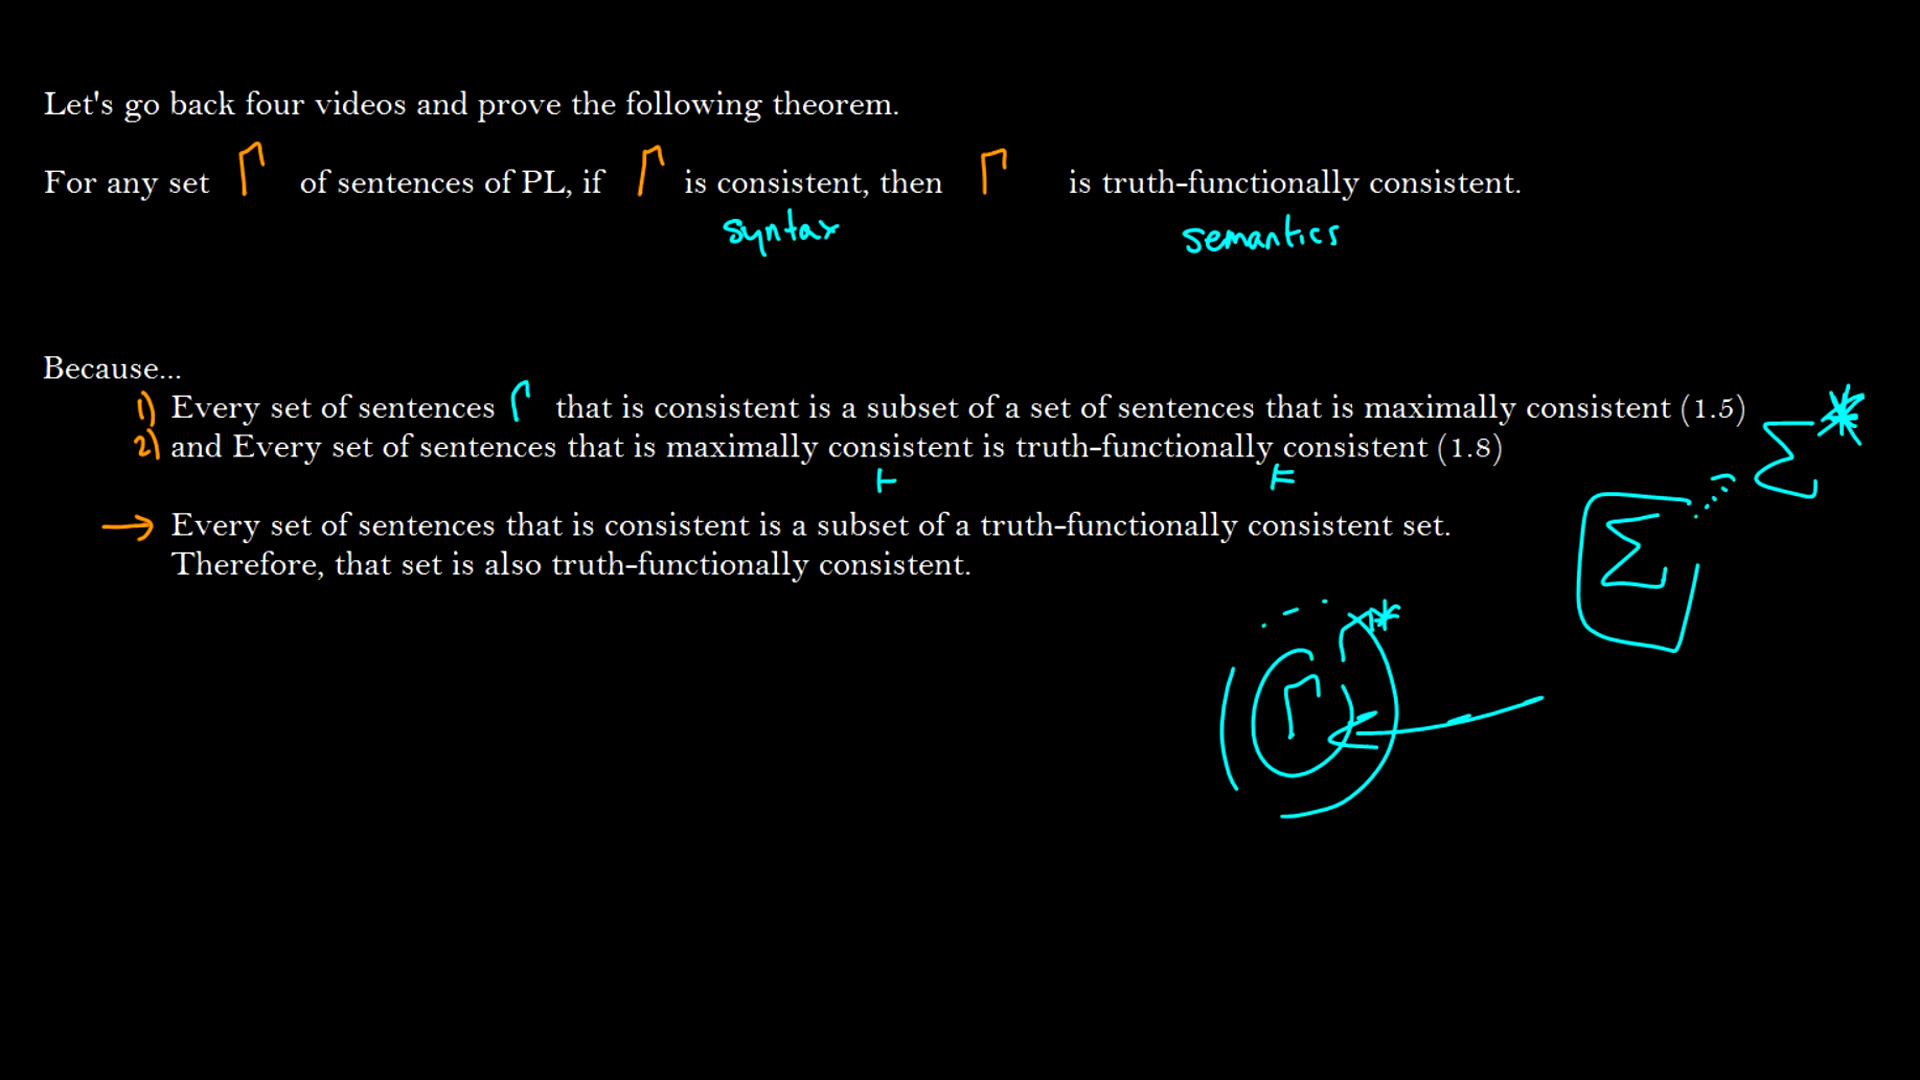 Let's go back four videos and prove the following theorem.
For any set Γ of sentences of PL, if Γ is consistent, then Γ is truth-functionally consistent.
syntax semantics
Because...
1) Every set of sentences Γ that is consistent is a subset of a set of sentences that is maximally consistent (1.5)
2) and Every set of sentences that is maximally consistent is truth-functionally consistent (1.8)
Σ*
⊢ ⊨
→ Every set of sentences that is consistent is a subset of a truth-functionally consistent set.
Σ
Therefore, that set is also truth-functionally consistent.
Γ*
Γ